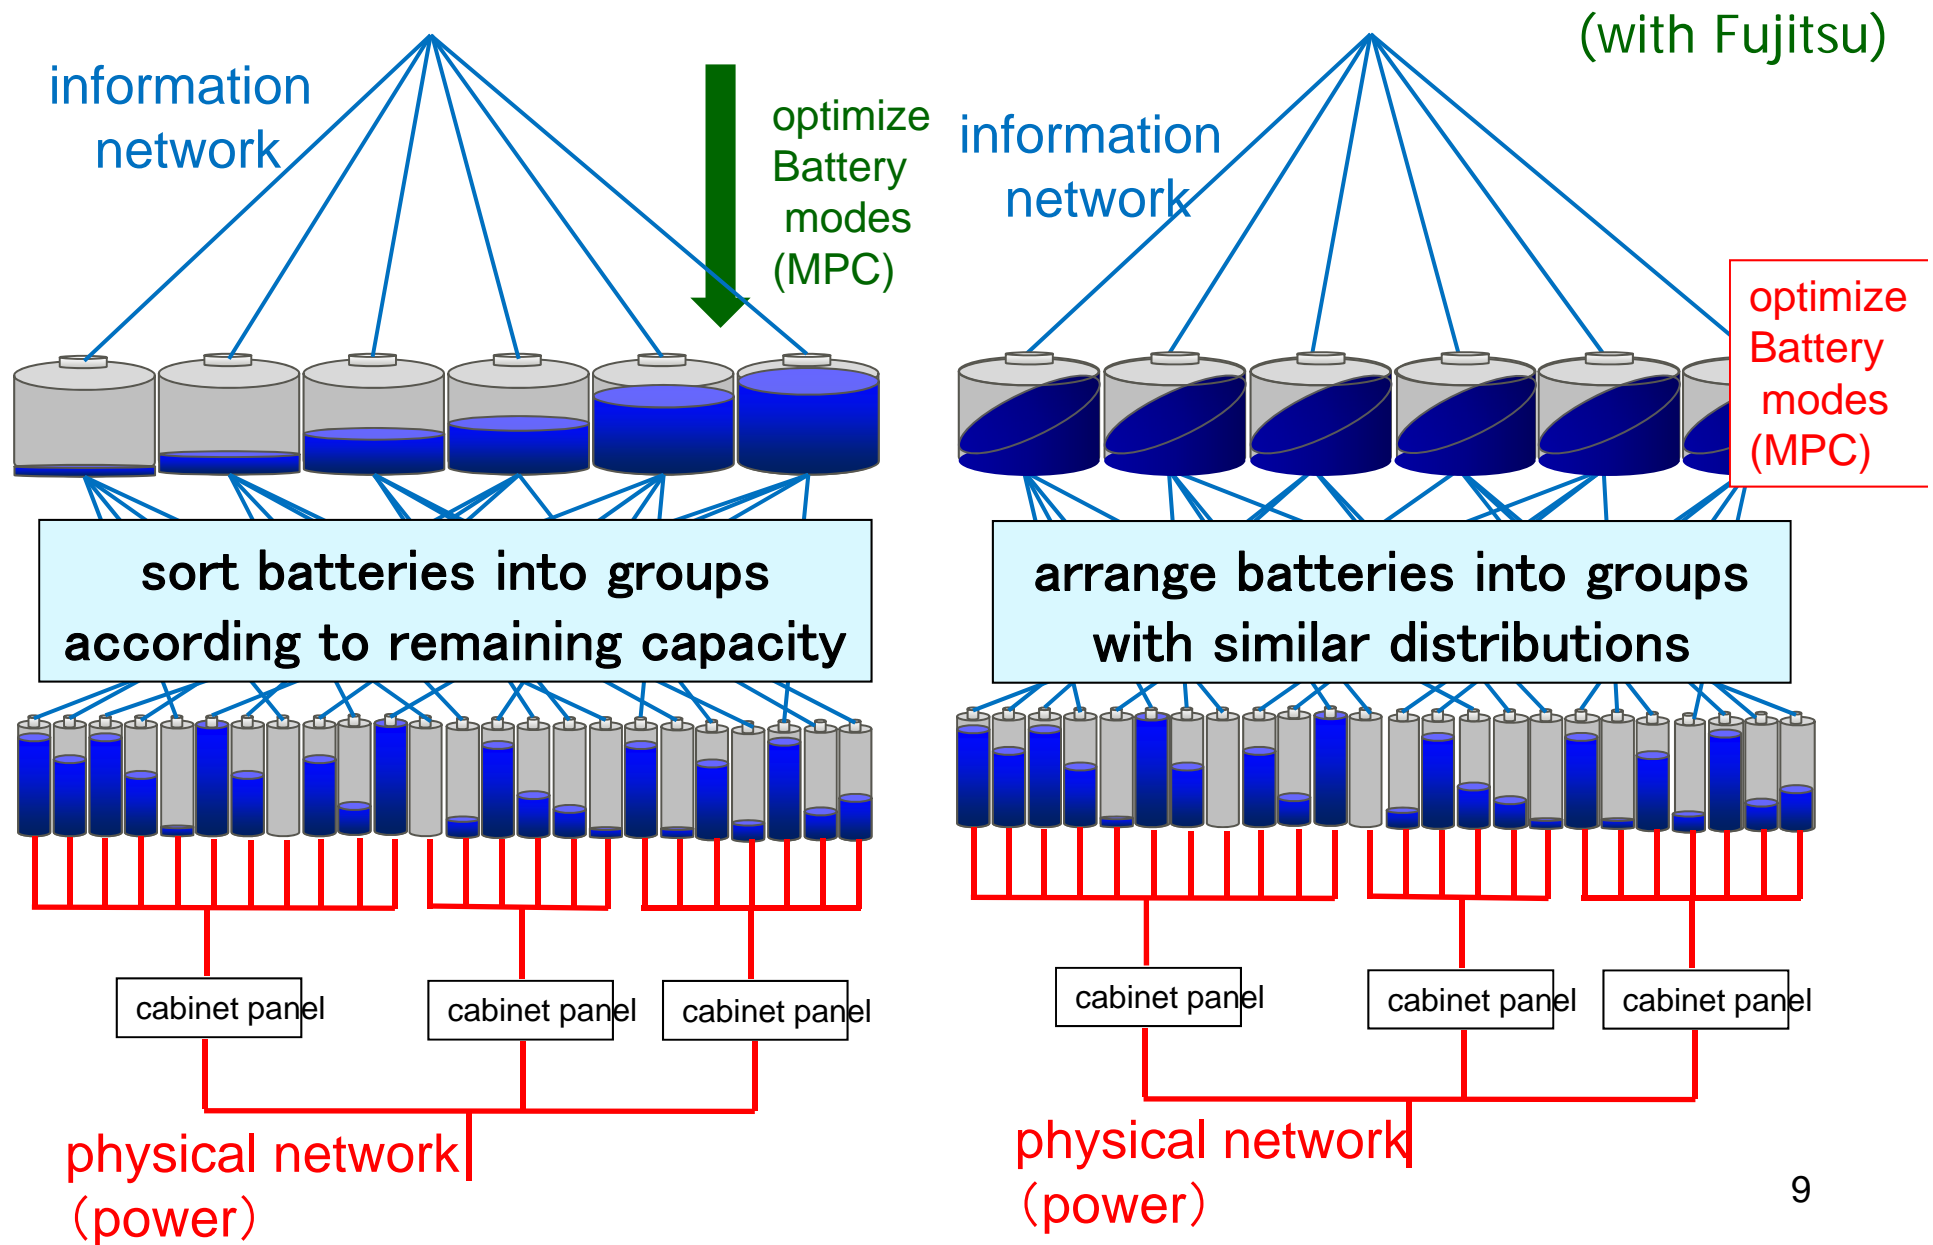 (with Fujitsu)
information
network
optimize
Battery
modes
(MPC)
sort batteries into groups
according to remaining capacity
cabinet panel
cabinet panel
cabinet panel
physical network
（power）
information
network
optimize
Battery
modes
(MPC)
arrange batteries into groups
with similar distributions
cabinet panel
cabinet panel
cabinet panel
physical network
（power）
9